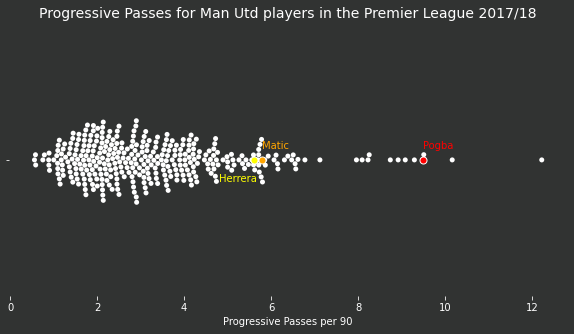 Progressive Passes for Man Utd players in the Premier League 2017/18
Matic
Pogba
Herrera
0 2 4 6 8 10 12
Progressive Passes per 90